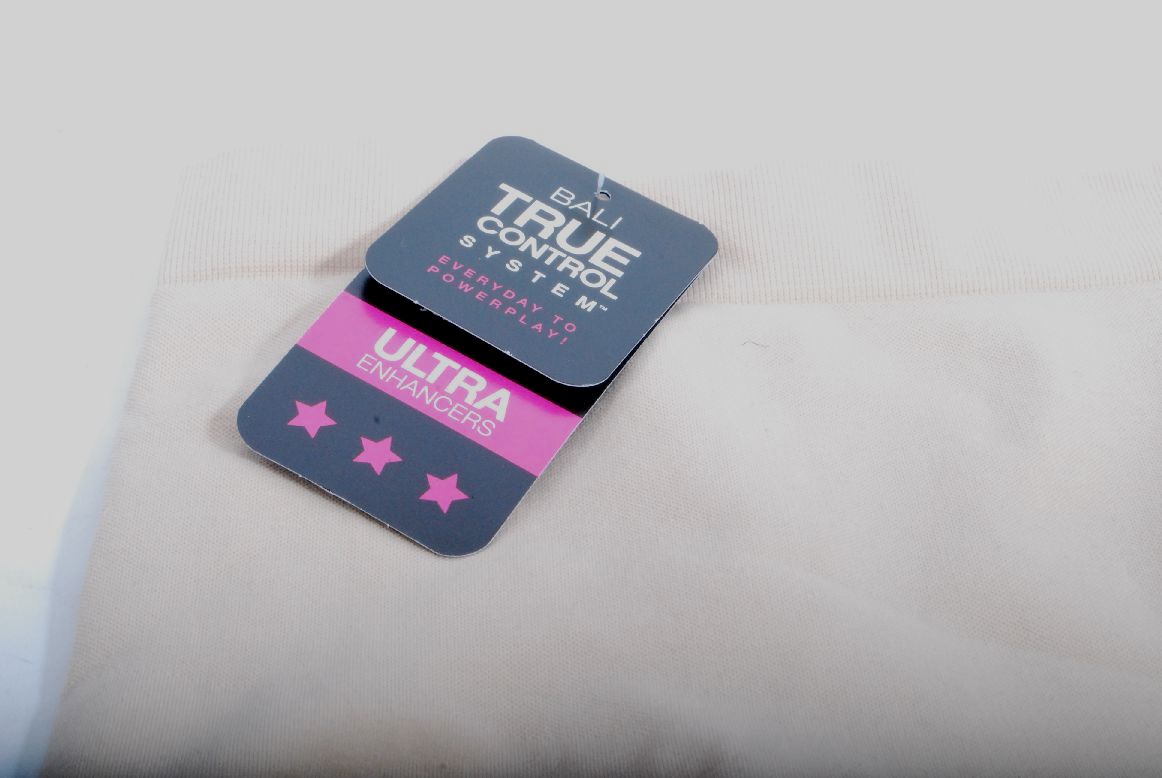 BALI
TRUE
CONTROL
SYSTEM™
EVERYDAY TO
POWERPLAY!
ULTRA
ENHANCERS